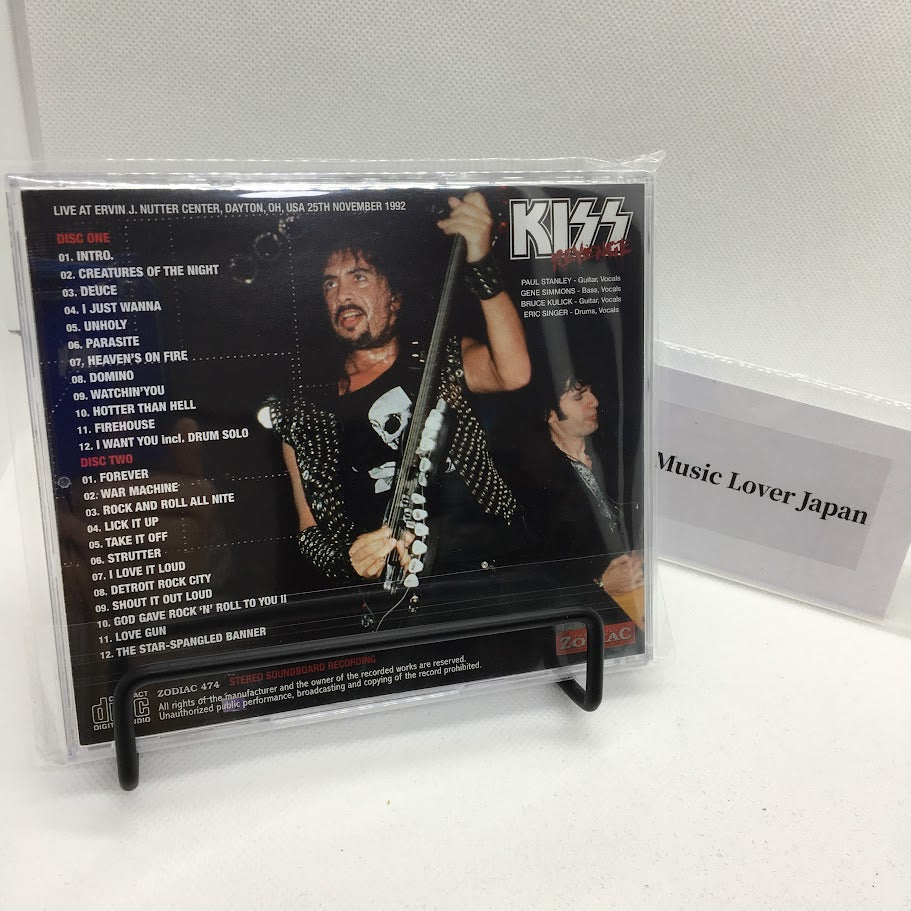 LIVE AT ERVIN J. NUTTER CENTER, DAYTON, OH, USA 25TH NOVEMBER 1992
DISC ONE
01. INTRO.
02. CREATURES OF THE NIGHT
03. DEUCE
04. I JUST WANNA
05. UNHOLY
06. PARASITE
07. HEAVEN'S ON FIRE
08. DOMINO
09. WATCHIN'YOU
10. HOTTER THAN HELL
11. FIREHOUSE
12. I WANT YOU incl. DRUM SOLO
DISC TWO
01. FOREVER
02. WAR MACHINE
03. ROCK AND ROLL ALL NITE
04. LICK IT UP
05. TAKE IT OFF
06. STRUTTER
07. I LOVE IT LOUD
08. DETROIT ROCK CITY
09. SHOUT IT OUT LOUD
10. GOD GAVE ROCK 'N' ROLL TO YOU II
11. LOVE GUN
12. THE STAR-SPANGLED BANNER
KISS
REVENGE
PAUL STANLEY - Guitar, Vocals
GENE SIMMONS - Bass, Vocals
BRUCE KULICK - Guitar, Vocals
ERIC SINGER - Drums, Vocals
ZODIAC
ZODIAC 474 STEREO SOUNDBOARD RECORDING
All rights of the manufacturer and the owner of the recorded works are reserved.
Unauthorized public performance, broadcasting and copying of the record prohibited.
disc
Music Lover Japan